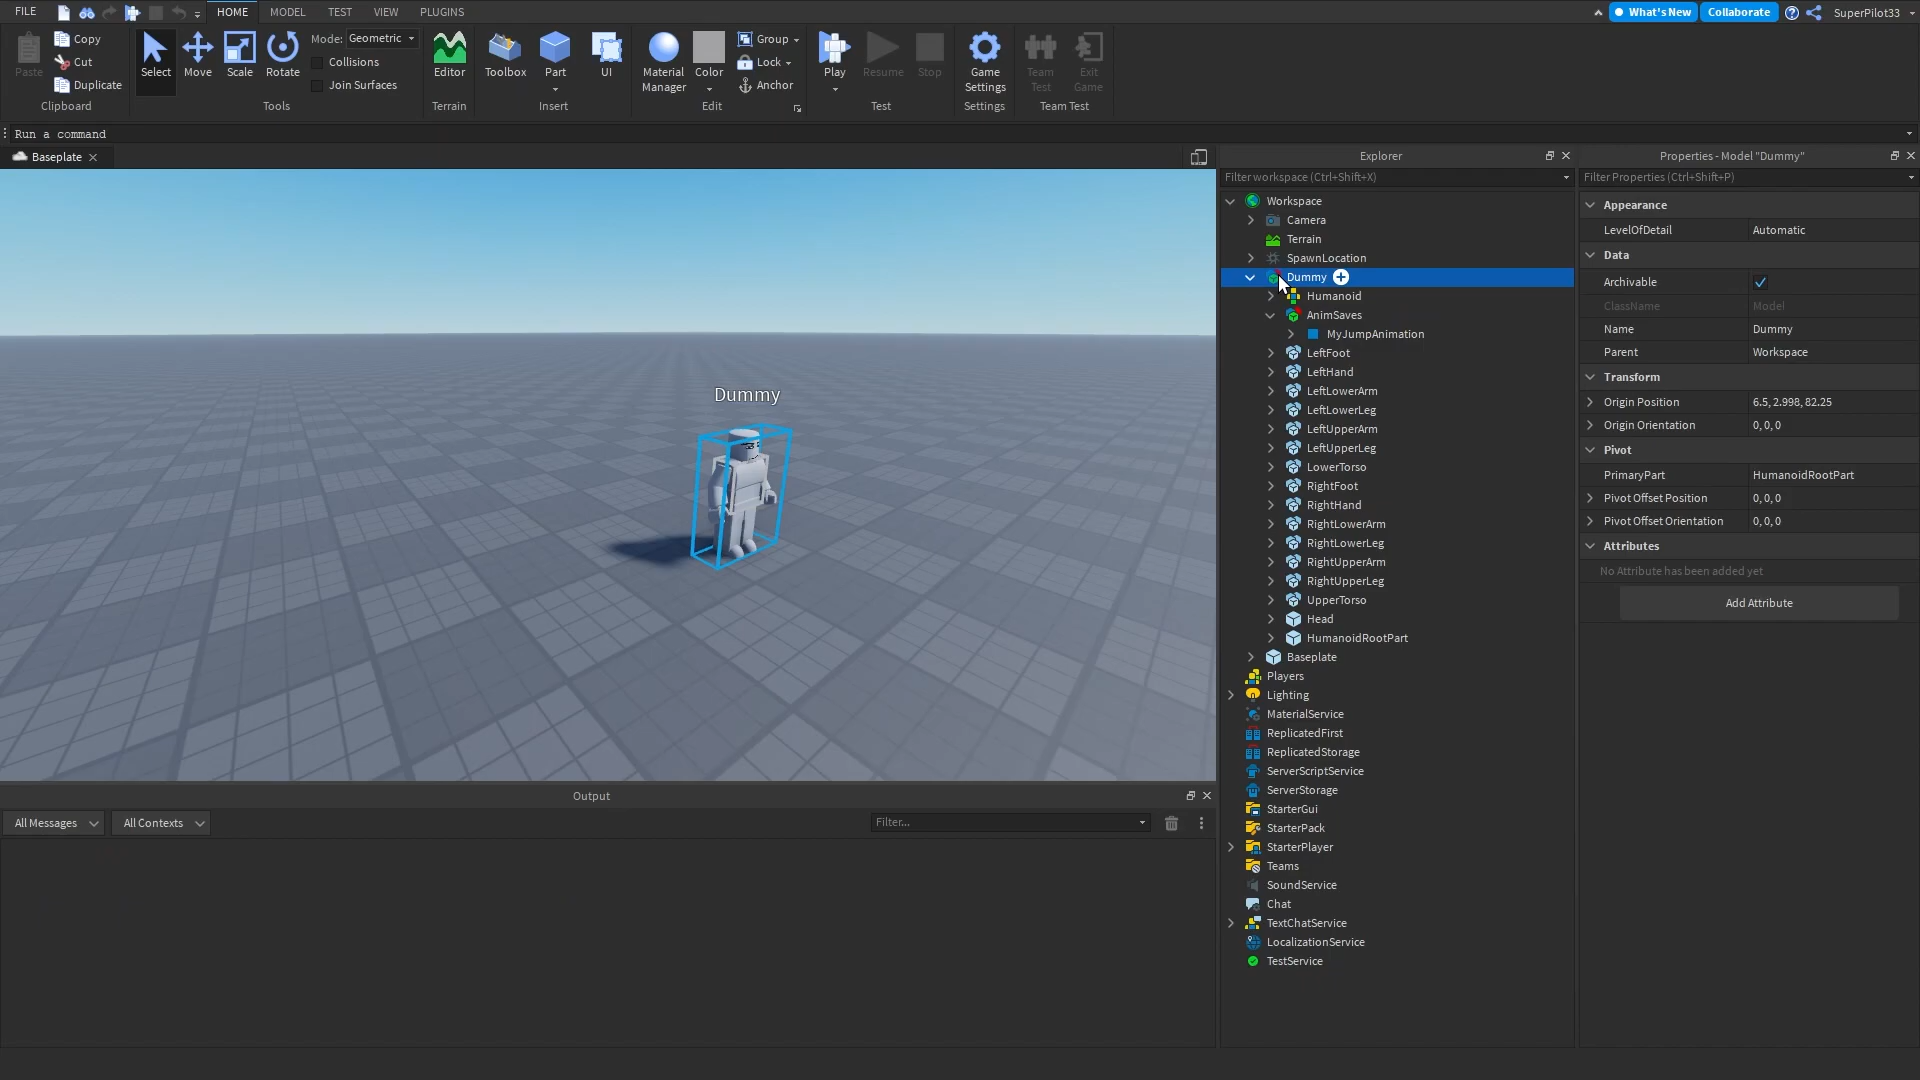 FILE HOME MODEL TEST VIEW PLUGINS What's New Collaborate SuperPilot33
Paste Copy Cut Duplicate Clipboard
Select Move Scale Rotate Mode: Geometric Collisions Join Surfaces Tools
Editor Terrain
Toolbox Part UI Insert
Material Manager Color Group Lock Anchor Edit
Play Resume Stop Test
Game Settings Settings
Team Test Exit Game Team Test
Run a command
Baseplate
Dummy
Output
All Messages All Contexts Filter...
Explorer
Filter workspace (Ctrl+Shift+X)
Workspace
Camera
Terrain
SpawnLocation
Dummy
Humanoid
AnimSaves
MyJumpAnimation
LeftFoot
LeftHand
LeftLowerArm
LeftLowerLeg
LeftUpperArm
LeftUpperLeg
LowerTorso
RightFoot
RightHand
RightLowerArm
RightLowerLeg
RightUpperArm
RightUpperLeg
UpperTorso
Head
HumanoidRootPart
Baseplate
Players
Lighting
MaterialService
ReplicatedFirst
ReplicatedStorage
ServerScriptService
ServerStorage
StarterGui
StarterPack
StarterPlayer
Teams
SoundService
Chat
TextChatService
LocalizationService
TestService
Properties - Model "Dummy"
Filter Properties (Ctrl+Shift+P)
Appearance
LevelOfDetail Automatic
Data
Archivable
ClassName Model
Name Dummy
Parent Workspace
Transform
Origin Position 6.5, 2.998, 82.25
Origin Orientation 0, 0, 0
Pivot
PrimaryPart HumanoidRootPart
Pivot Offset Position 0, 0, 0
Pivot Offset Orientation 0, 0, 0
Attributes
No Attribute has been added yet
Add Attribute